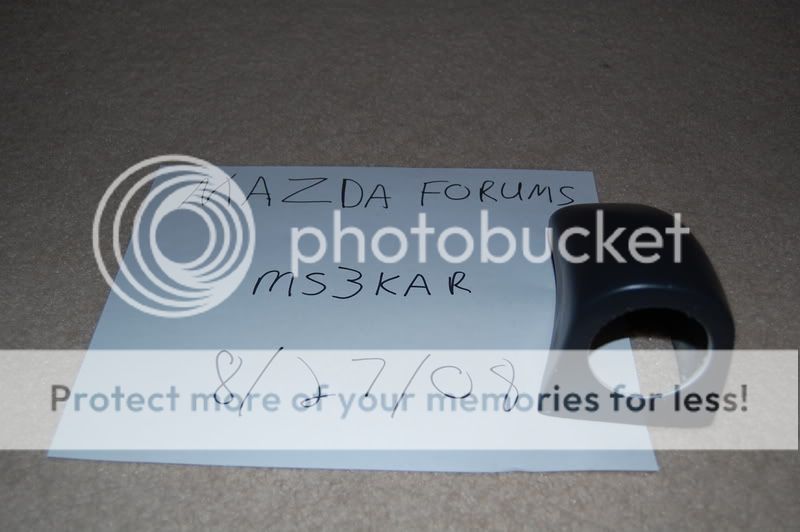 MAZDA FORUMS
photobucket
MS3KAR
8/27/08
Protect more of your memories for less!